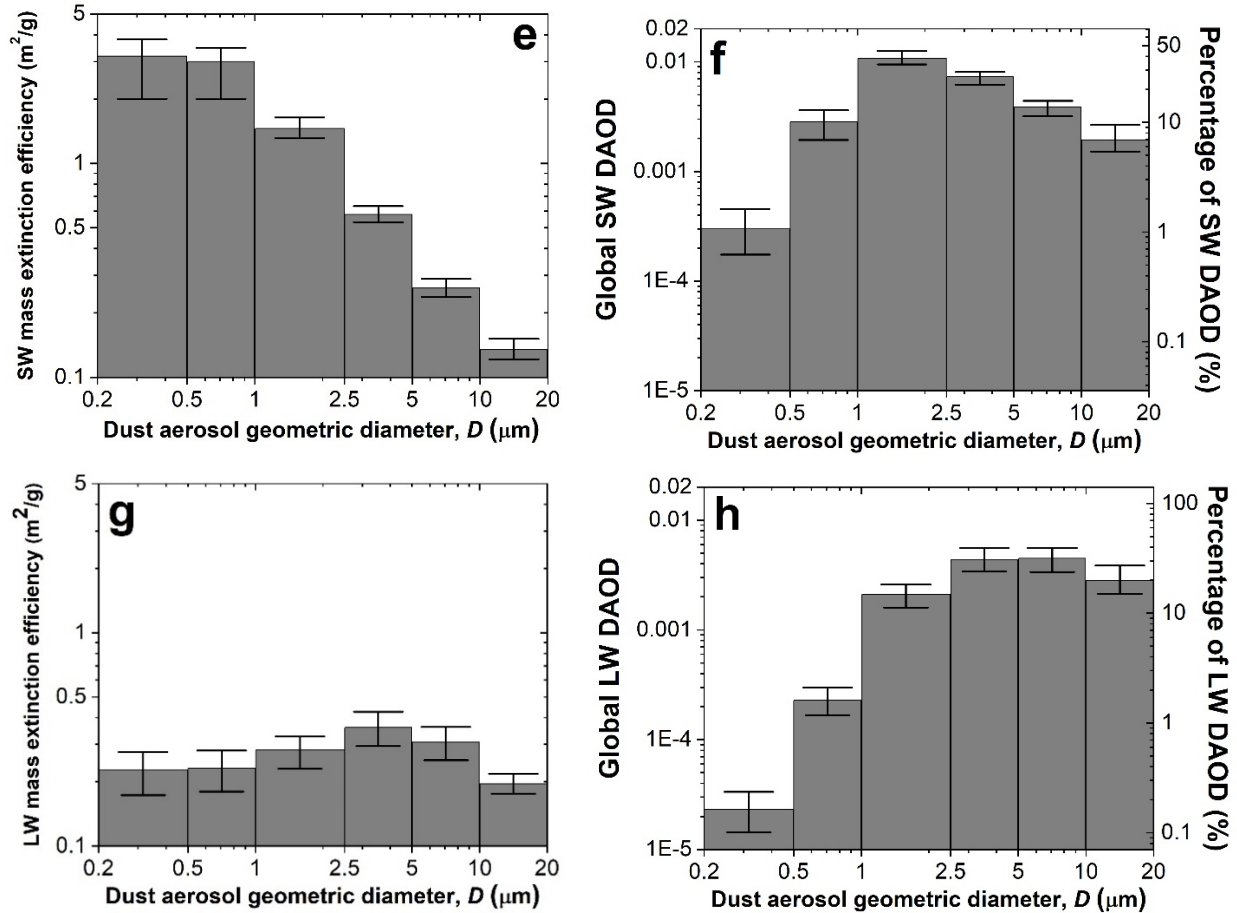 e
SW mass extinction efficiency (m²/g)
5
1
0.5
0.1
0.2 0.5 1 2.5 5 10 20
Dust aerosol geometric diameter, D (μm)
f
Global SW DAOD
0.02
0.01
0.001
1E-4
1E-5
Percentage of SW DAOD (%)
50
10
1
0.1
0.2 0.5 1 2.5 5 10 20
Dust aerosol geometric diameter, D (μm)
g
LW mass extinction efficiency (m²/g)
5
1
0.5
0.1
0.2 0.5 1 2.5 5 10 20
Dust aerosol geometric diameter, D (μm)
h
Global LW DAOD
0.02
0.01
0.001
1E-4
1E-5
Percentage of LW DAOD (%)
100
10
1
0.1
0.2 0.5 1 2.5 5 10 20
Dust aerosol geometric diameter, D (μm)